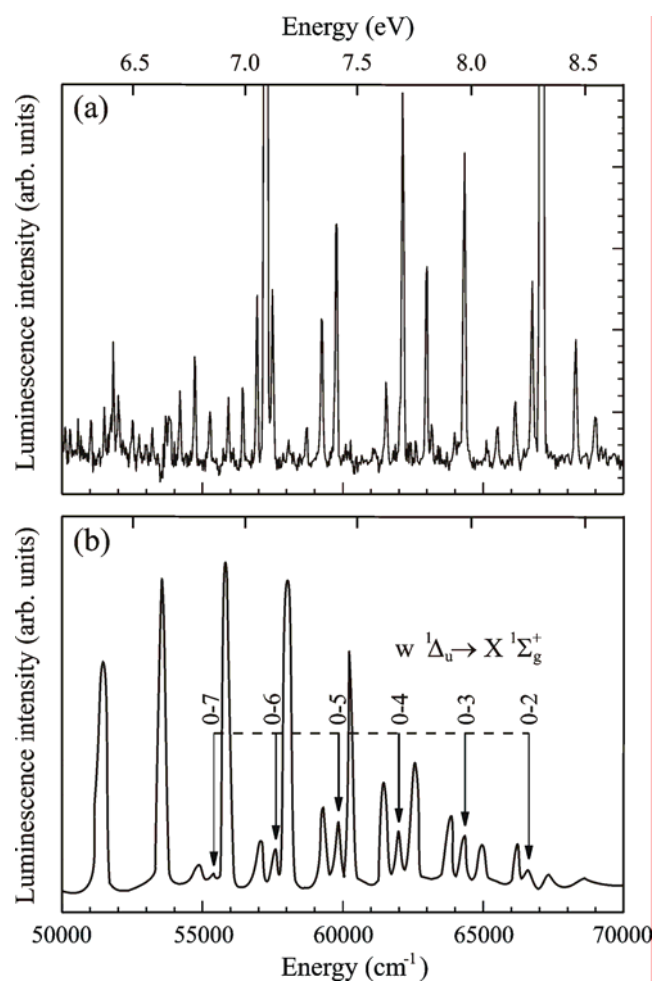 Energy (eV)
6.5 7.0 7.5 8.0 8.5
(a)
Luminescence intensity (arb. units)
(b)
w ¹Δᵤ→ X ¹Σg⁺
0-7 0-6 0-5 0-4 0-3 0-2
Luminescence intensity (arb. units)
50000 55000 60000 65000 70000
Energy (cm⁻¹)